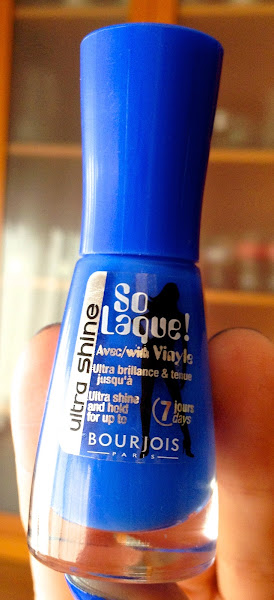 ultra shine
So
Laque!
Avec/with Vinyle
Ultra brillance & tenue
jusqu'à
Ultra shine
and hold
for up to
7 jours
days
BOURJOIS
PARIS